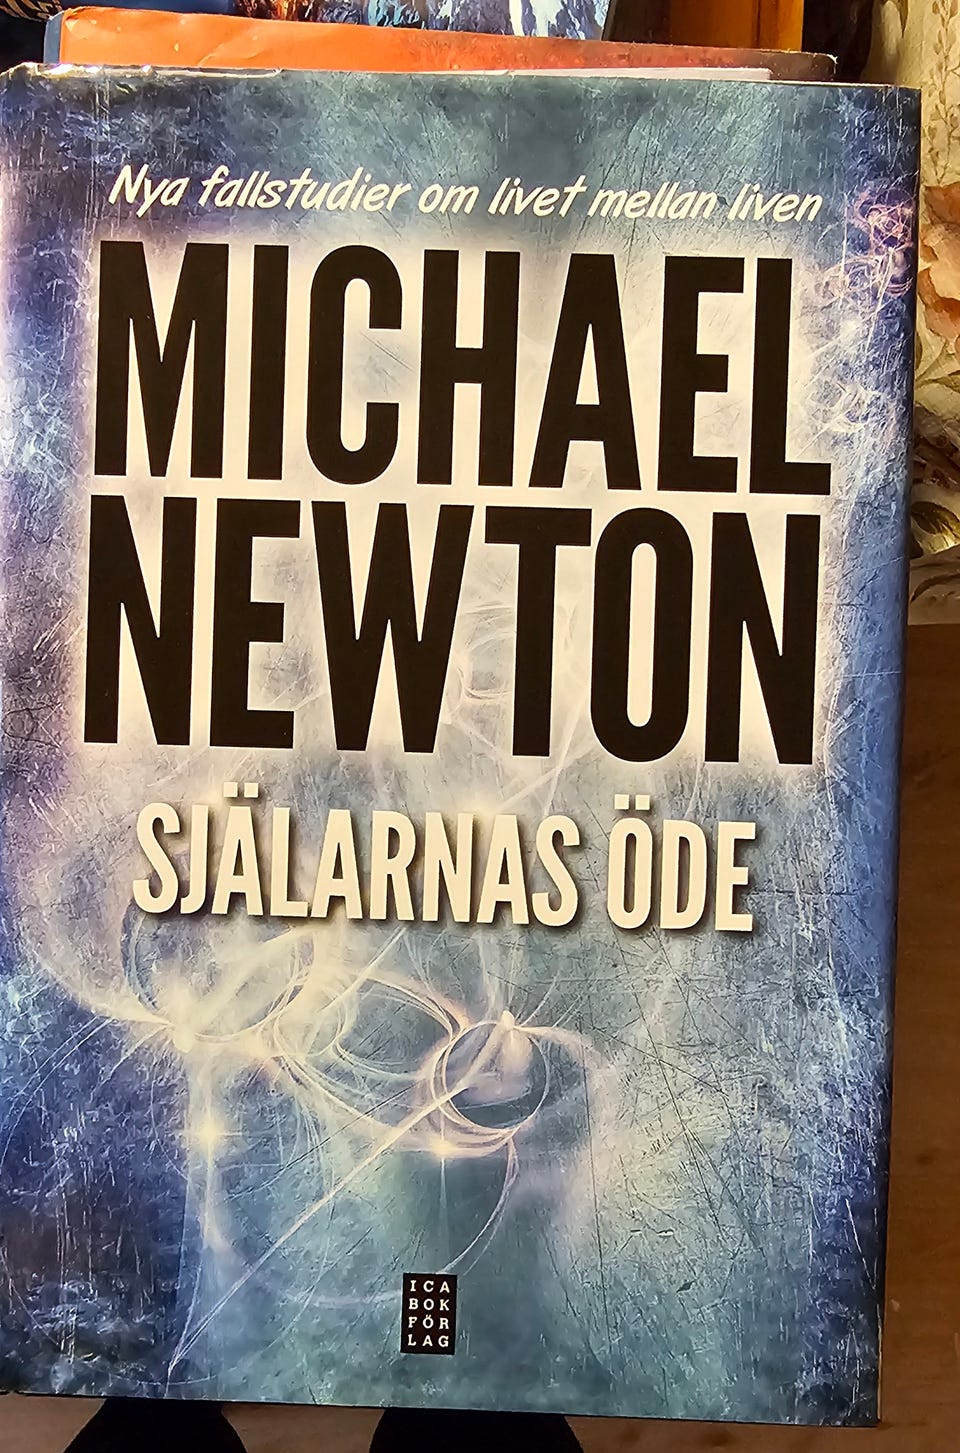 Nya fallstudier om livet mellan liven
MICHAEL
NEWTON
SJÄLARNAS ÖDE
ICA
BOK
FÖR
LAG